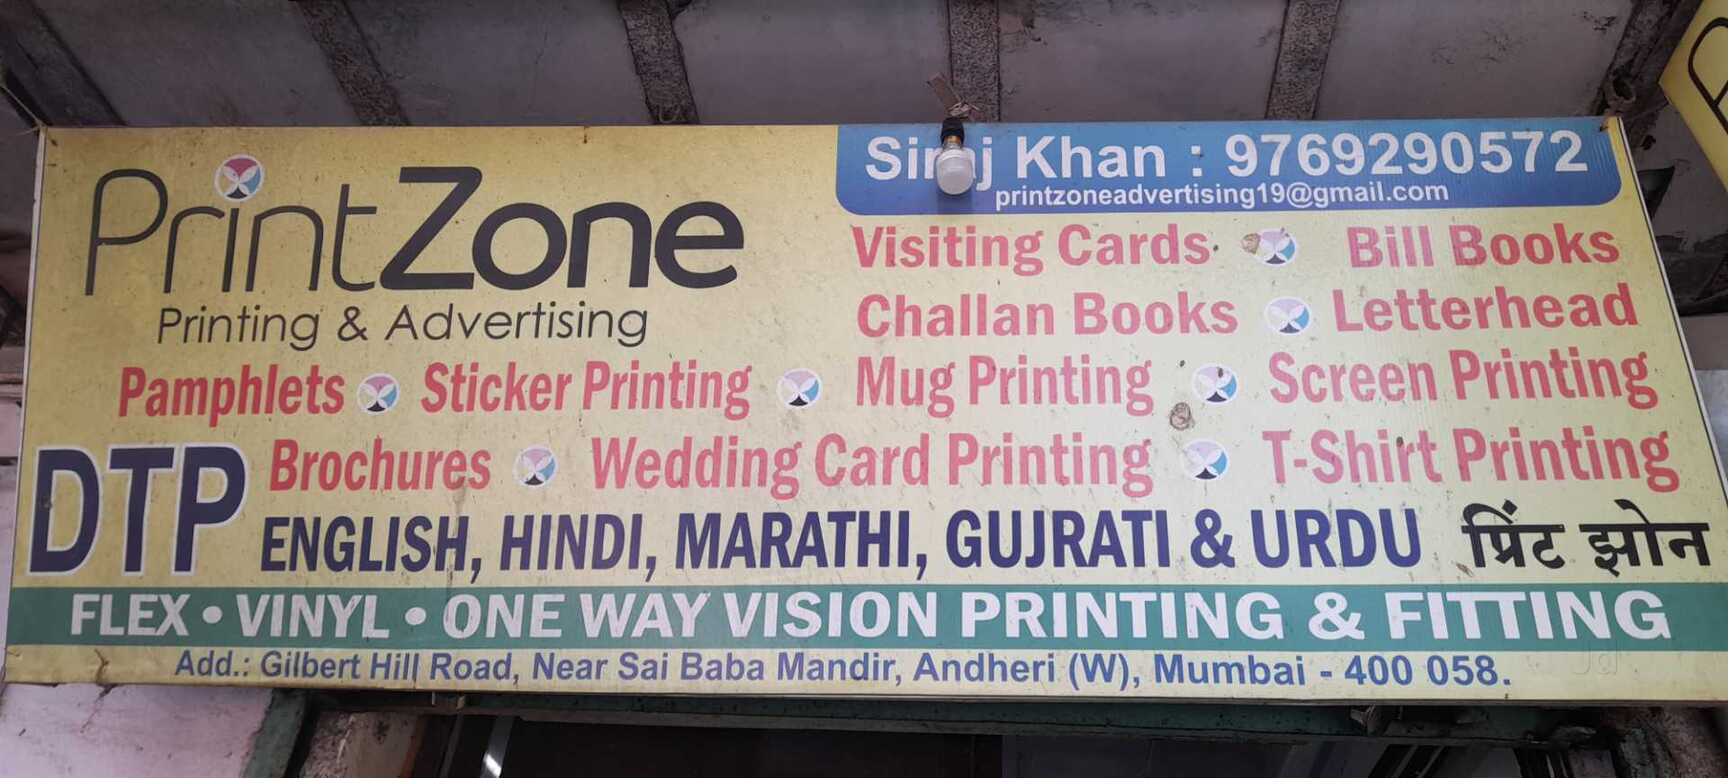 PrintZone
Printing & Advertising
Khan : 9769290572
printzoneadvertising19@gmail.com
Visiting Cards Bill Books
Challan Books Letterhead
Pamphlets Sticker Printing Mug Printing Screen Printing
Brochures Wedding Card Printing T-Shirt Printing
DTP ENGLISH, HINDI, MARATHI, GUJRATI & URDU प्रिंट झोन
FLEX • VINYL • ONE WAY VISION PRINTING & FITTING
Add.: Gilbert Hill Road, Near Sai Baba Mandir, Andheri (W), Mumbai - 400 058.